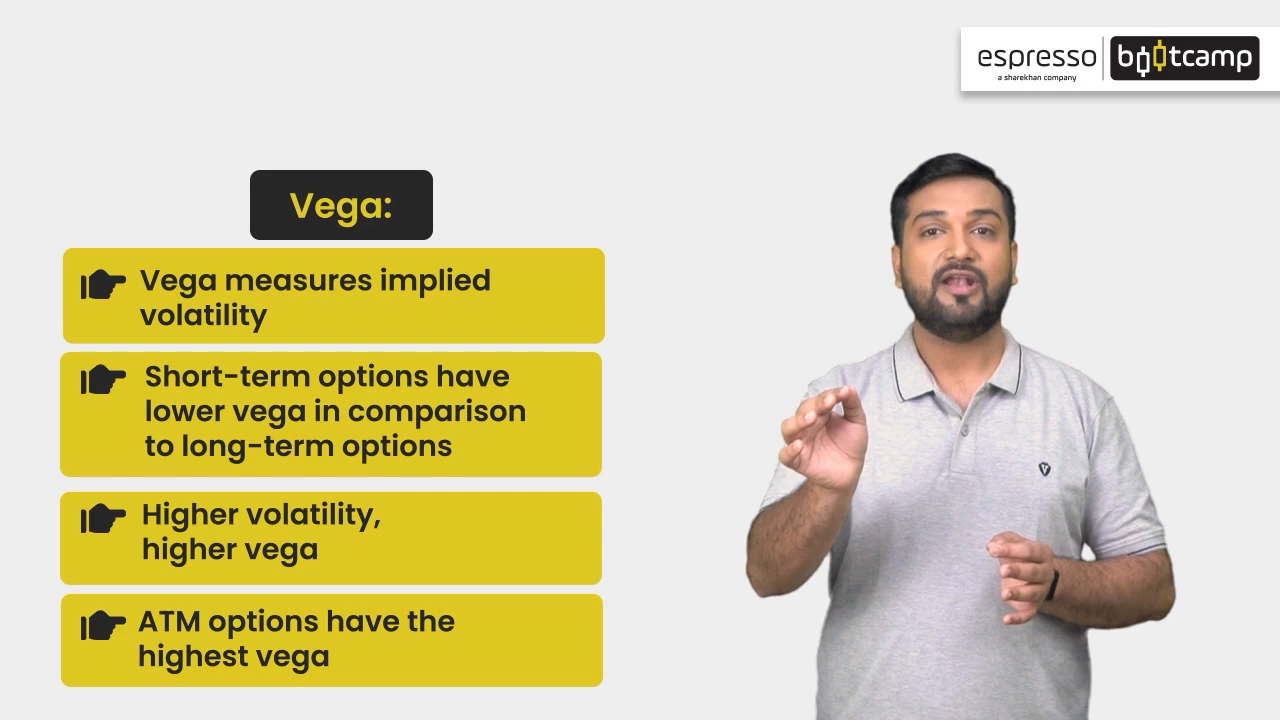 espresso
a sharekhan company
bootcamp
Vega:
Vega measures implied
volatility
Short-term options have
lower vega in comparison
to long-term options
Higher volatility,
higher vega
ATM options have the
highest vega